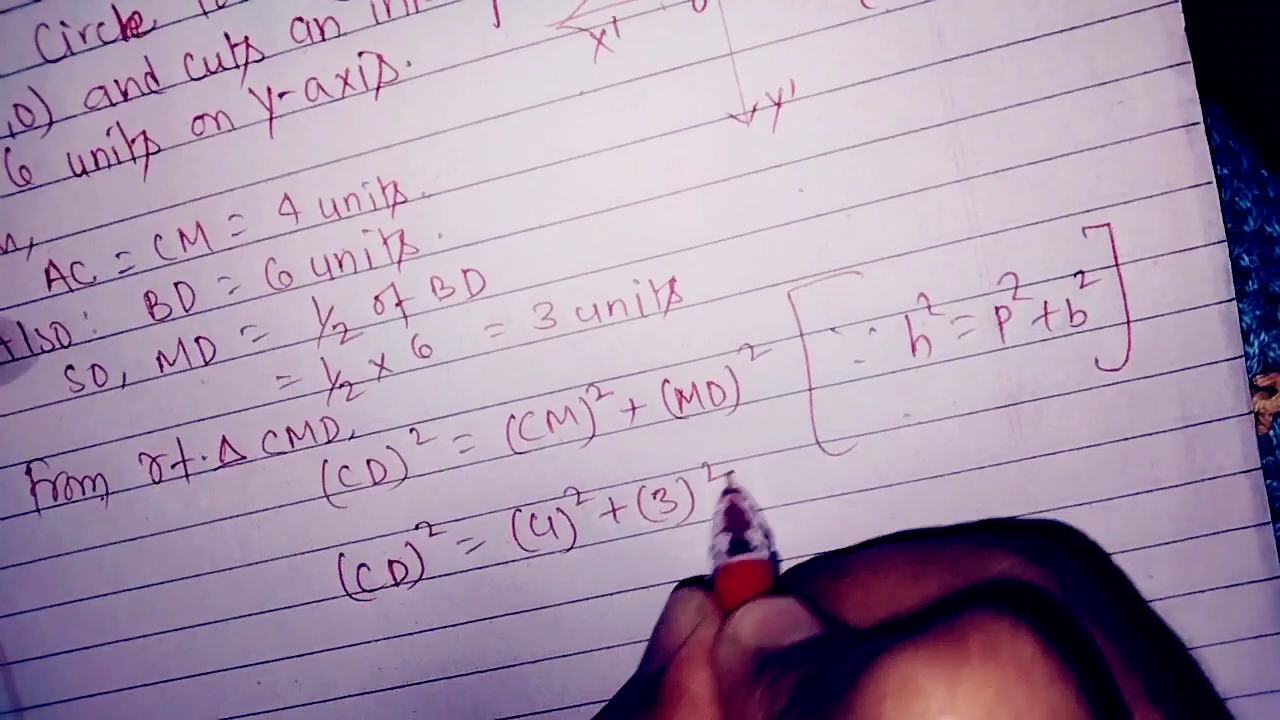 Circle
,0) and cuts an
6 units on y-axis.
X'
Y'
AC = CM = 4 units.
Also: BD = 6 units.
So, MD = 1/2 of BD
= 1/2 × 6 = 3 units
From rt. Δ CMD,
(CD)² = (CM)² + (MD)² [∵ h² = p² + b²]
(CD)² = (4)² + (3)²